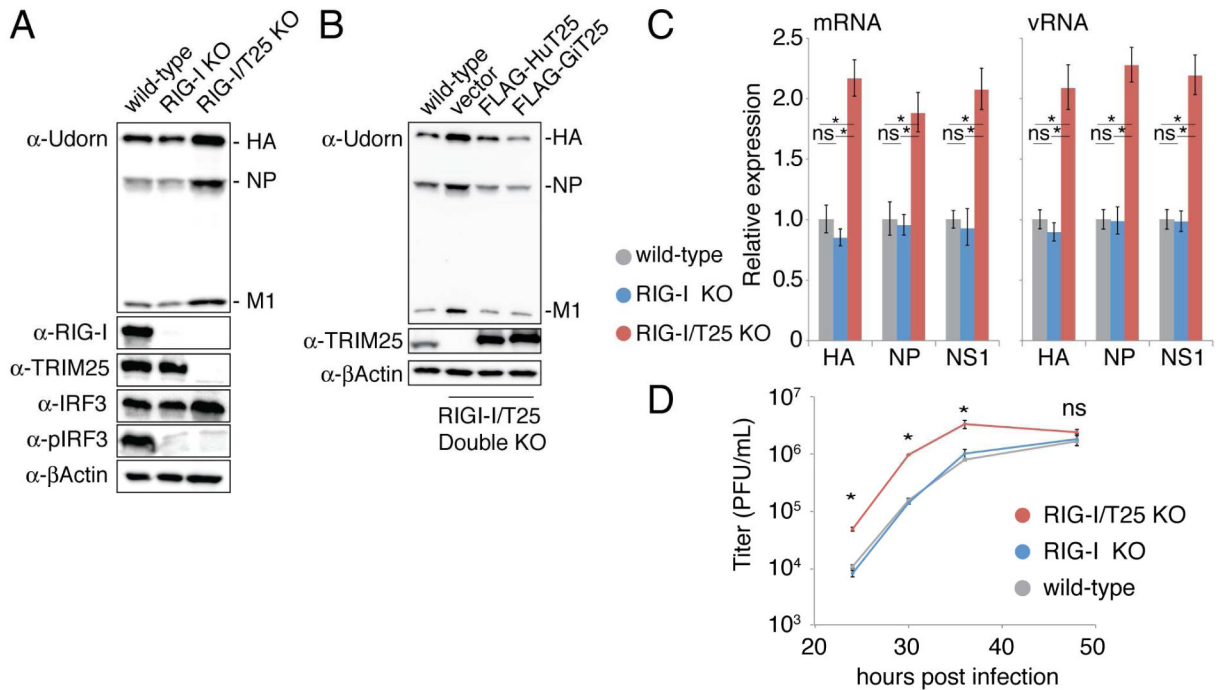 A
wild-type
RIG-I KO
RIG-I/T25 KO
α-Udorn
- HA
- NP
- M1
α-RIG-I
α-TRIM25
α-IRF3
α-pIRF3
α-βActin
B
wild-type
vector
FLAG-HuT25
FLAG-GiT25
α-Udorn
-HA
-NP
-M1
α-TRIM25
α-βActin
RIGI-I/T25
Double KO
C
mRNA
vRNA
Relative expression
2.5
2.0
1.5
1.0
0.5
0
* * *
ns * ns * ns *
* * *
ns * ns * ns *
HA NP NS1
HA NP NS1
wild-type
RIG-I KO
RIG-I/T25 KO
D
Titer (PFU/mL)
10⁷
10⁶
10⁵
10⁴
10³
* * * ns
RIG-I/T25 KO
RIG-I KO
wild-type
20 30 40 50
hours post infection